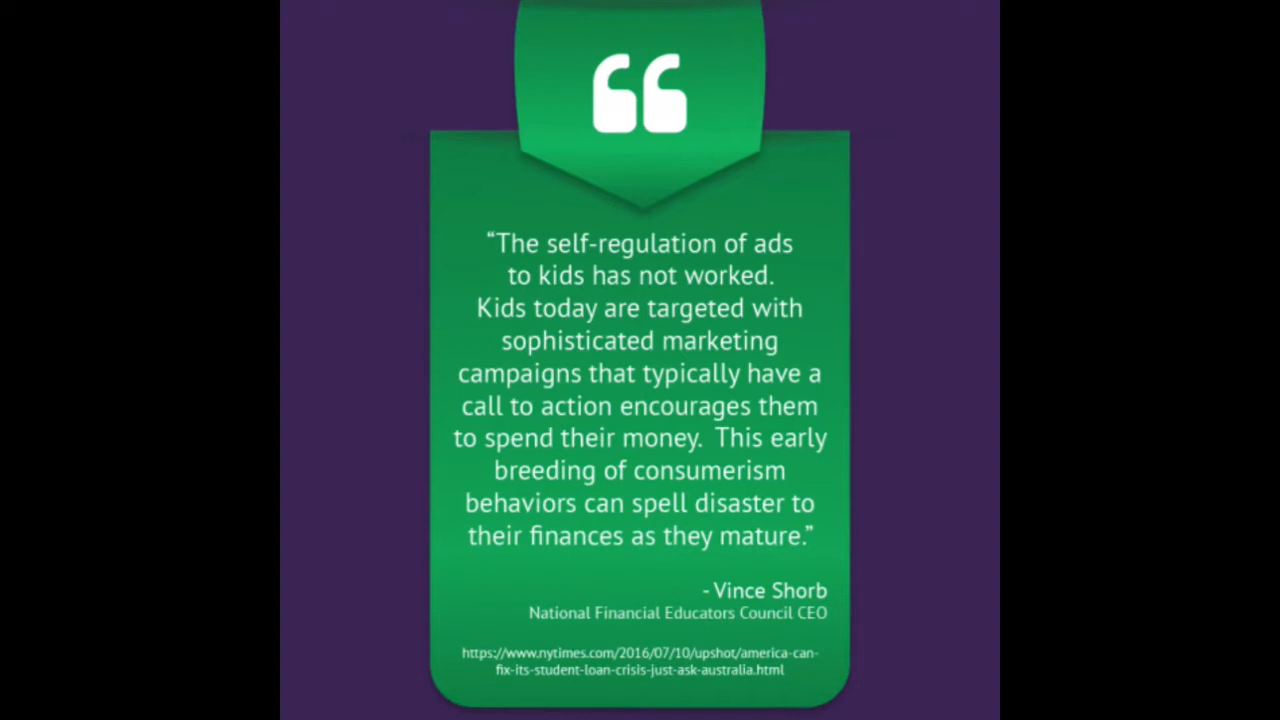 “The self-regulation of ads
to kids has not worked.
Kids today are targeted with
sophisticated marketing
campaigns that typically have a
call to action encourages them
to spend their money.  This early
breeding of consumerism
behaviors can spell disaster to
their finances as they mature.”
- Vince Shorb
National Financial Educators Council CEO
https://www.nytimes.com/2016/07/10/upshot/america-can-
fix-its-student-loan-crisis-just-ask-australia.html